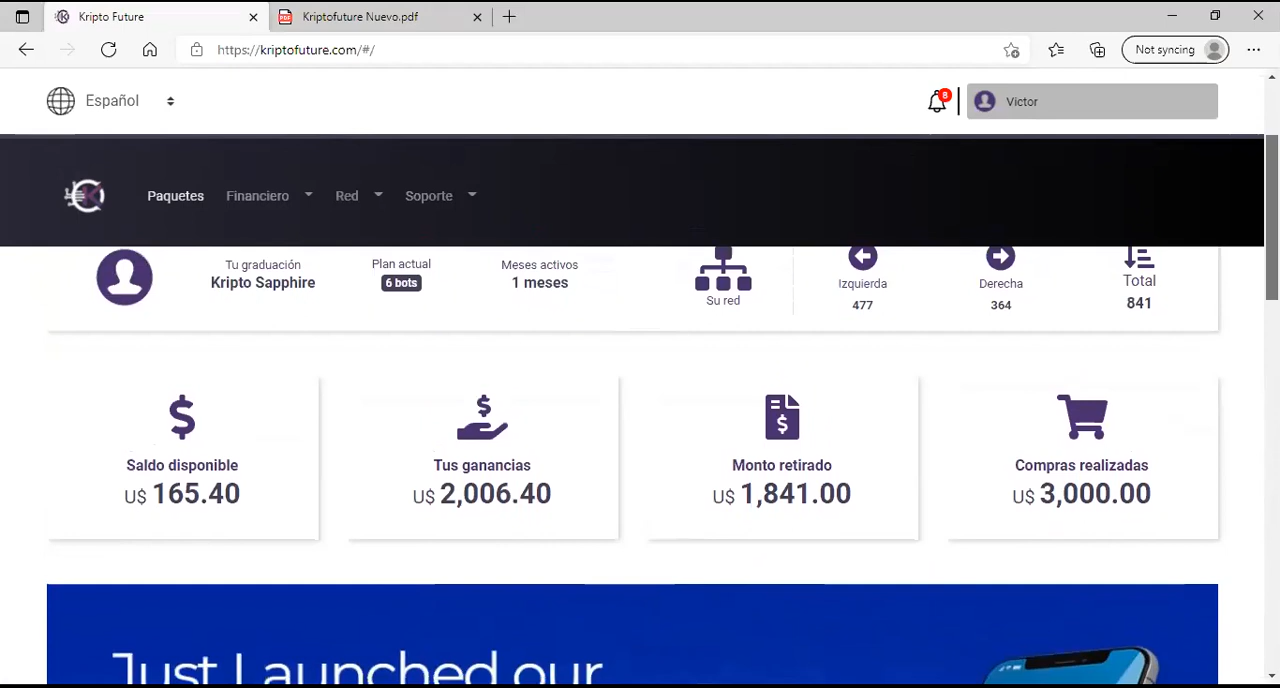 Kripto Future
Kriptofuture Nuevo.pdf
https://kriptofuture.com/#/
Not syncing
Español
8
Victor
Paquetes Financiero Red Soporte
Tu graduación
Kripto Sapphire
Plan actual
6 bots
Meses activos
1 meses
Su red
Izquierda
477
Derecha
364
Total
841
Saldo disponible
U$ 165.40
Tus ganancias
U$ 2,006.40
Monto retirado
U$ 1,841.00
Compras realizadas
U$ 3,000.00
Just Launched our